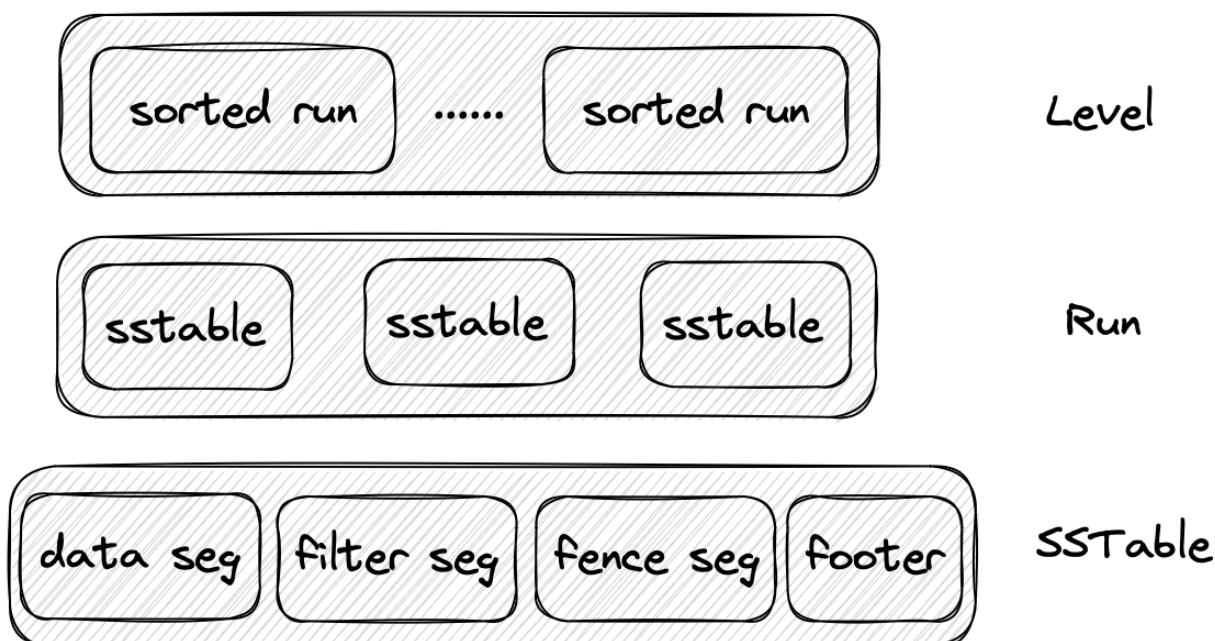 sorted run ...... sorted run Level
sstable sstable sstable Run
data seg filter seg fence seg footer SSTable